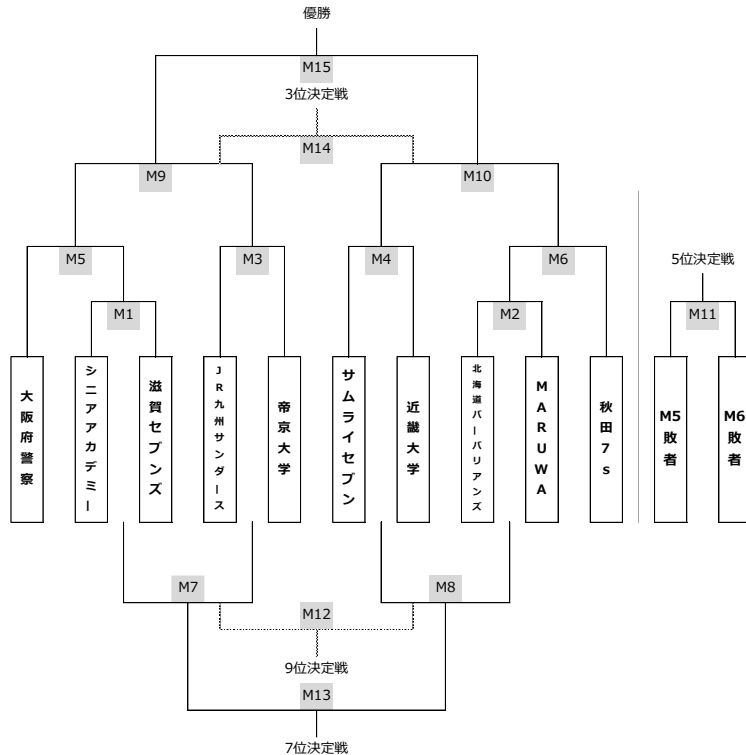 優勝
M15
3位決定戦
M14
M9
M10
M5
M3
M4
M6
5位決定戦
M1
M2
M11
大阪府警察
シニアアカデミー
滋賀セブンズ
JR九州サンダース
帝京大学
サムライセブン
近畿大学
北海道バーバリアンズ
MARUWA
秋田7s
M5敗者
M6敗者
M7
M8
M12
9位決定戦
M13
7位決定戦